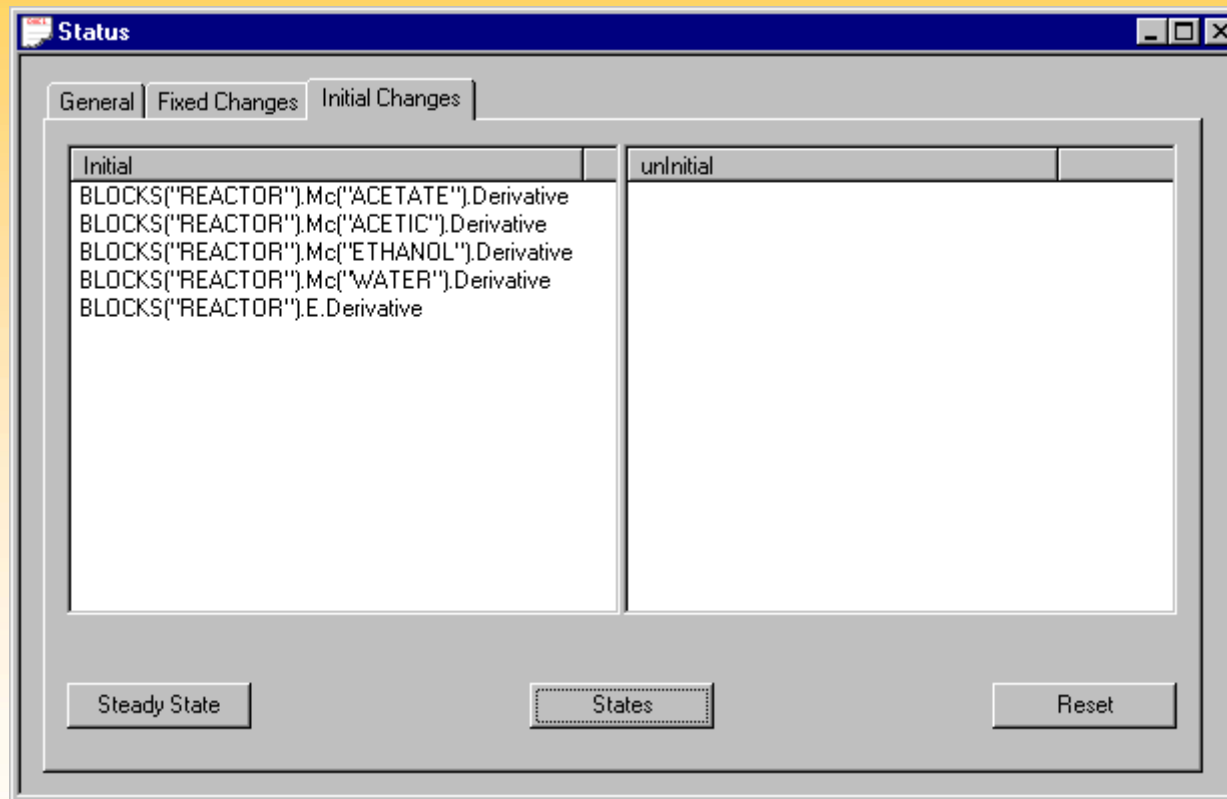 Status
General Fixed Changes Initial Changes
Initial unInitial
BLOCKS("REACTOR").Mc("ACETATE").Derivative
BLOCKS("REACTOR").Mc("ACETIC").Derivative
BLOCKS("REACTOR").Mc("ETHANOL").Derivative
BLOCKS("REACTOR").Mc("WATER").Derivative
BLOCKS("REACTOR").E.Derivative
Steady State States Reset